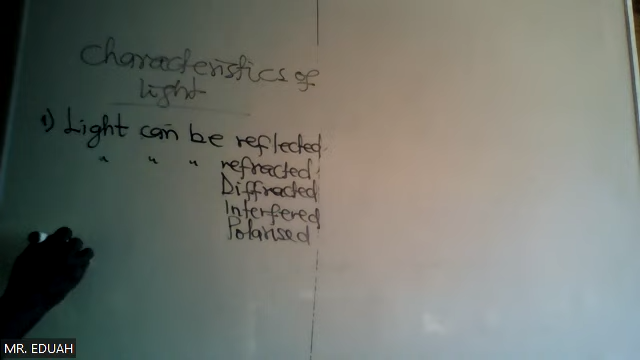 Characteristics of
light
1) Light can be reflected.
" " " refracted.
Diffracted
Interfered
Polarised
MR. EDUAH